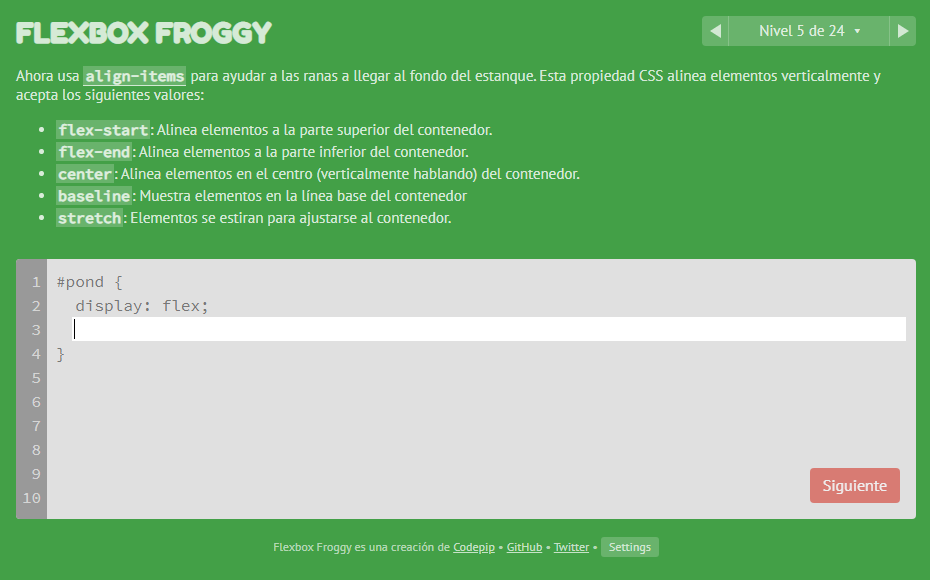 FLEXBOX FROGGY
◀ Nivel 5 de 24 ▾ ▶
Ahora usa align-items para ayudar a las ranas a llegar al fondo del estanque. Esta propiedad CSS alinea elementos verticalmente y
acepta los siguientes valores:
• flex-start: Alinea elementos a la parte superior del contenedor.
• flex-end: Alinea elementos a la parte inferior del contenedor.
• center: Alinea elementos en el centro (verticalmente hablando) del contenedor.
• baseline: Muestra elementos en la línea base del contenedor
• stretch: Elementos se estiran para ajustarse al contenedor.
1 #pond {
2 display: flex;
3
4 }
5
6
7
8
9
10
Siguiente
Flexbox Froggy es una creación de Codepip • GitHub • Twitter • Settings